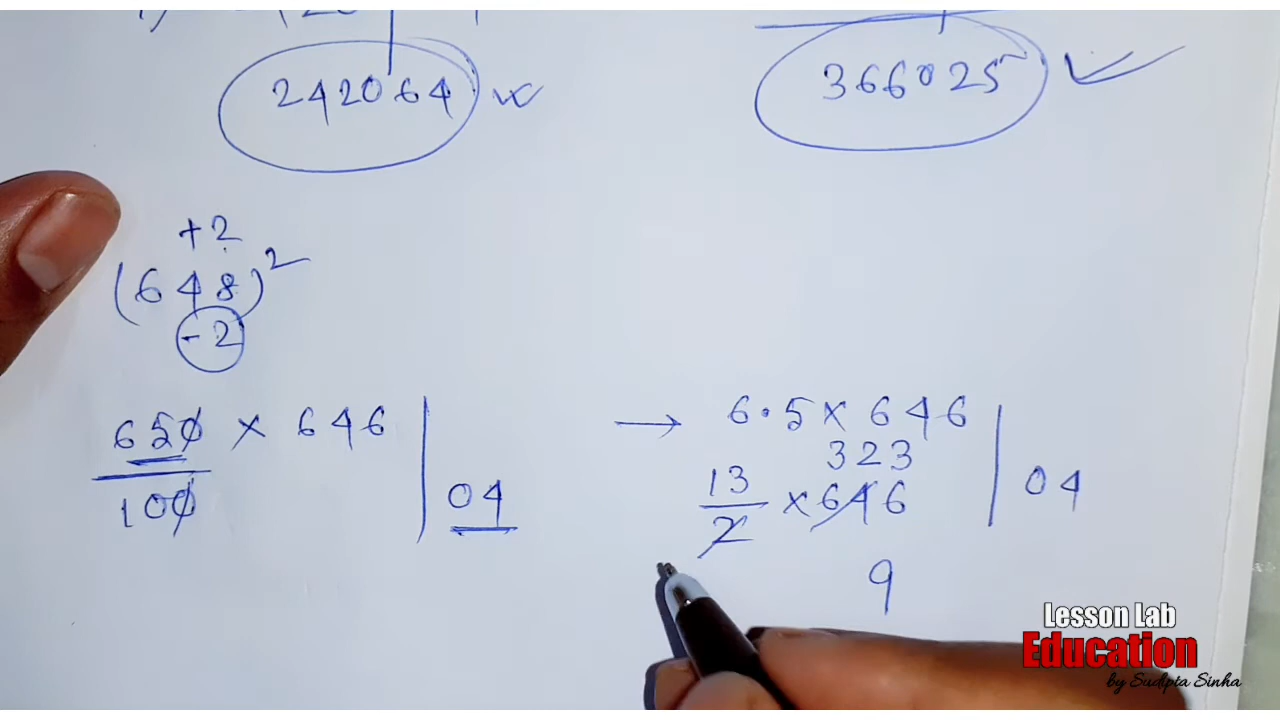 242064
366025
+2
(648)²
-2
650 × 646
100
04
→ 6.5 × 646
323
13
2
× 646
04
9
Lesson Lab
Education
by Sudipta Sinha